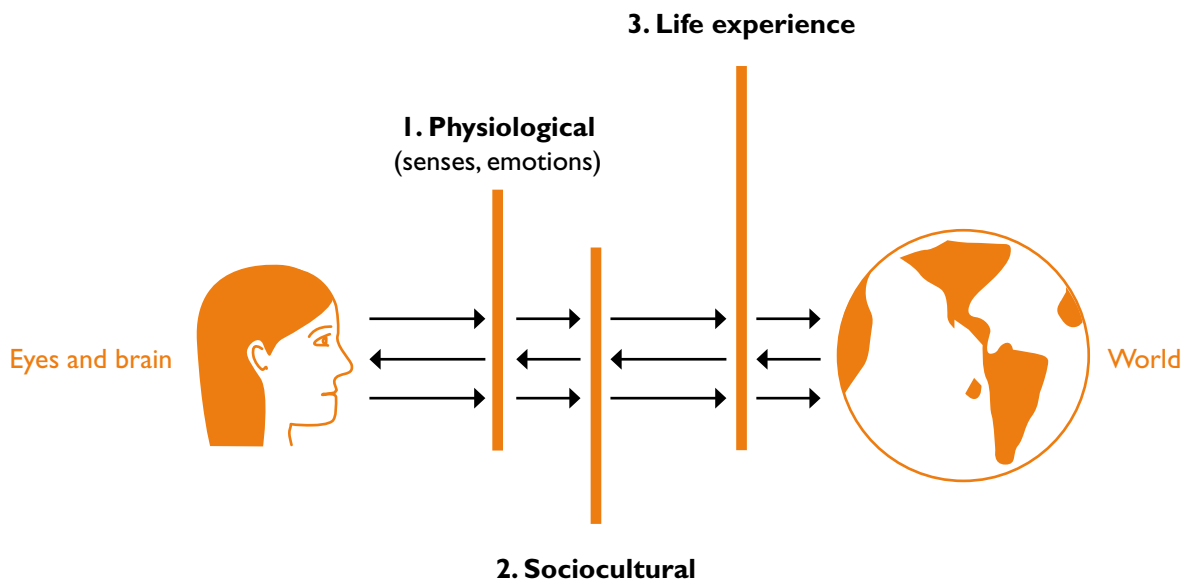 3. Life experience
1. Physiological
(senses, emotions)
Eyes and brain
World
2. Sociocultural